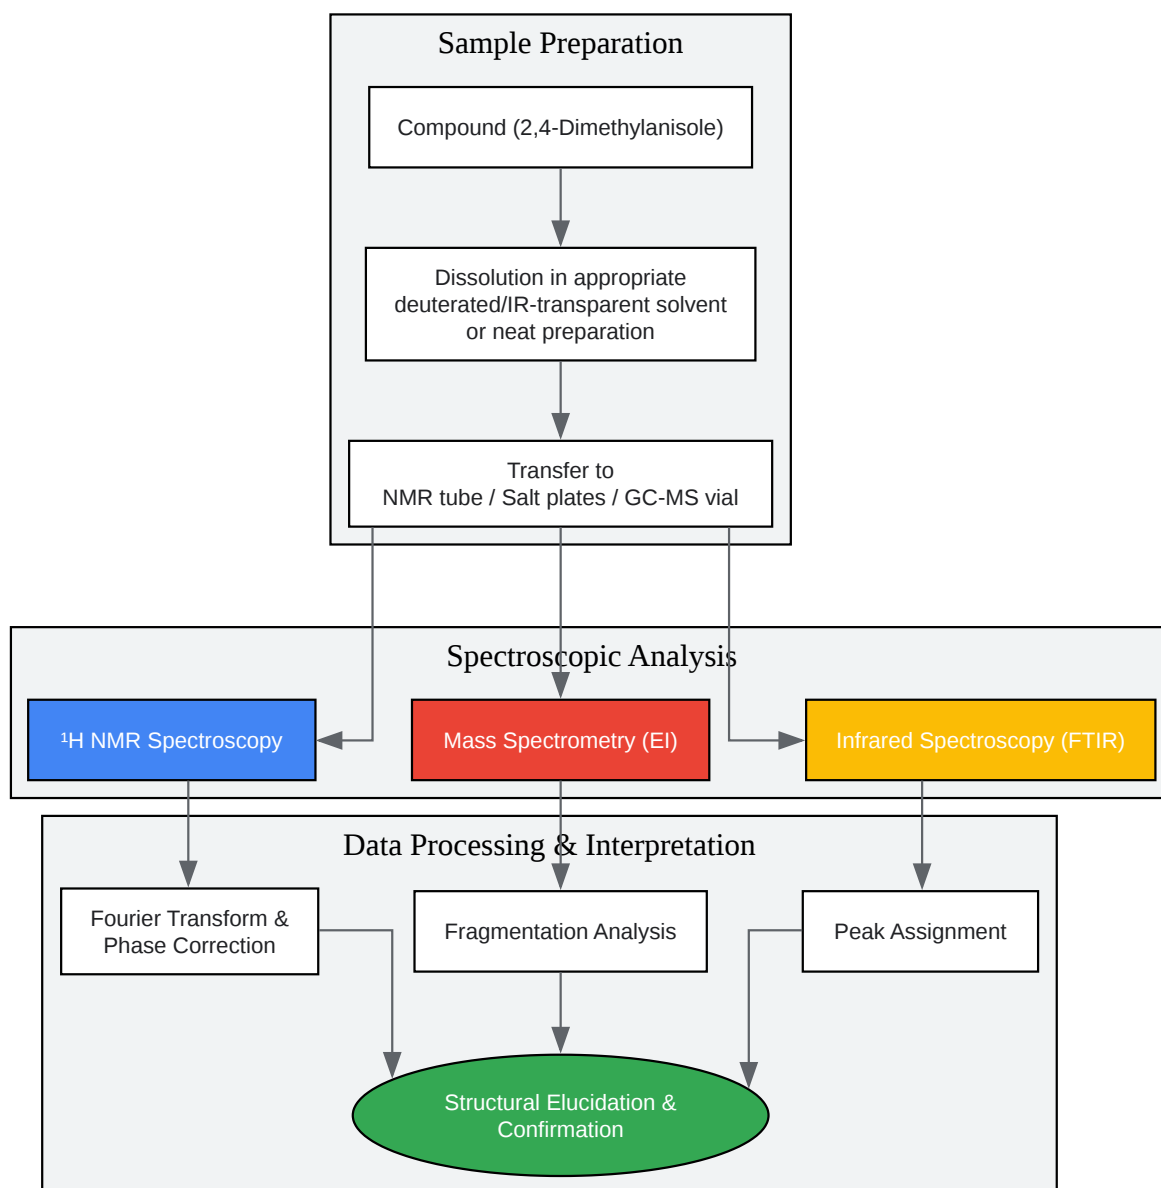 Sample Preparation
Compound (2,4-Dimethylanisole)
Dissolution in appropriate
deuterated/IR-transparent solvent
or neat preparation
Transfer to
NMR tube / Salt plates / GC-MS vial
Spectroscopic Analysis
¹H NMR Spectroscopy
Mass Spectrometry (EI)
Infrared Spectroscopy (FTIR)
Data Processing & Interpretation
Fourier Transform &
Phase Correction
Fragmentation Analysis
Peak Assignment
Structural Elucidation &
Confirmation